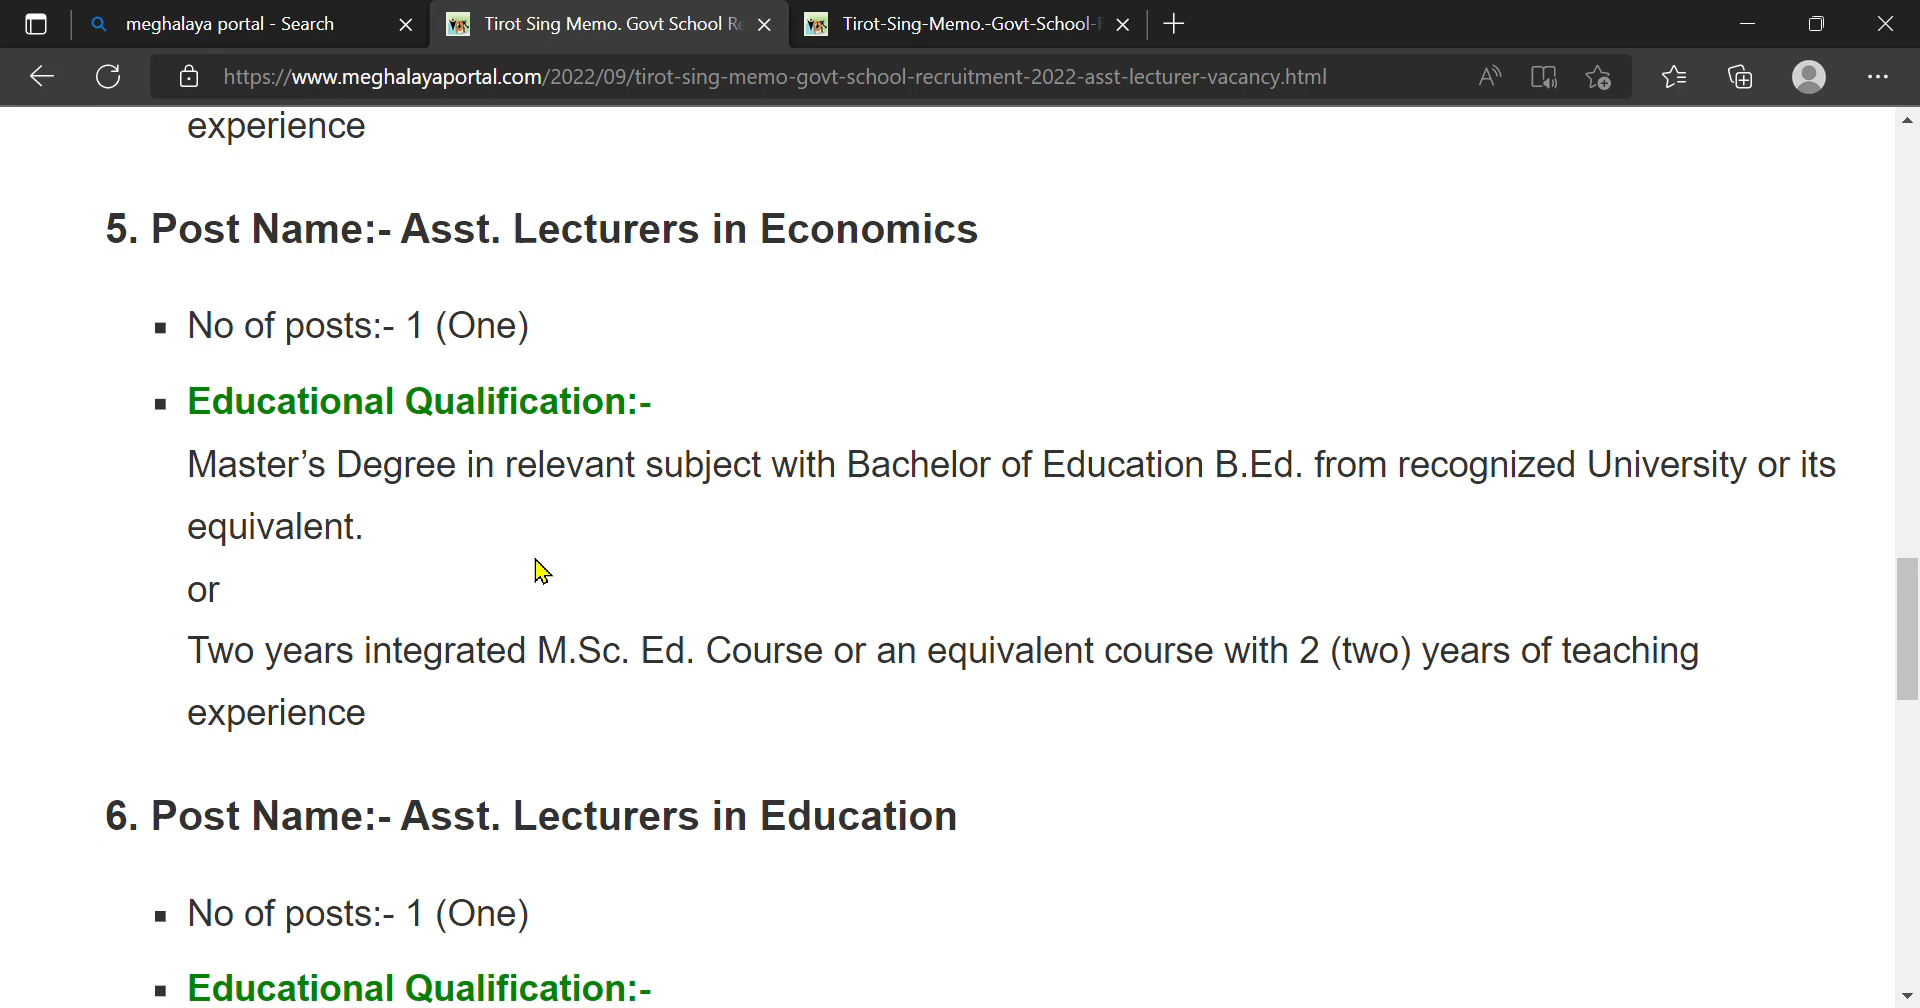 meghalaya portal - Search
Tirot Sing Memo. Govt School Re
Tirot-Sing-Memo.-Govt-School-
https://www.meghalayaportal.com/2022/09/tirot-sing-memo-govt-school-recruitment-2022-asst-lecturer-vacancy.html
experience
5. Post Name:- Asst. Lecturers in Economics
▪ No of posts:- 1 (One)
▪ Educational Qualification:-
Master’s Degree in relevant subject with Bachelor of Education B.Ed. from recognized University or its
equivalent.
or
Two years integrated M.Sc. Ed. Course or an equivalent course with 2 (two) years of teaching
experience
6. Post Name:- Asst. Lecturers in Education
▪ No of posts:- 1 (One)
▪ Educational Qualification:-